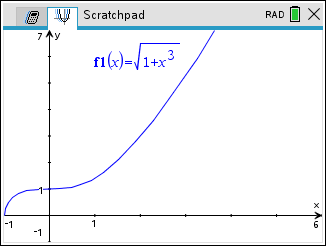 Scratchpad RAD
7 y
f1(x)=√(1+x³)
1
x
-1 1 6
-1